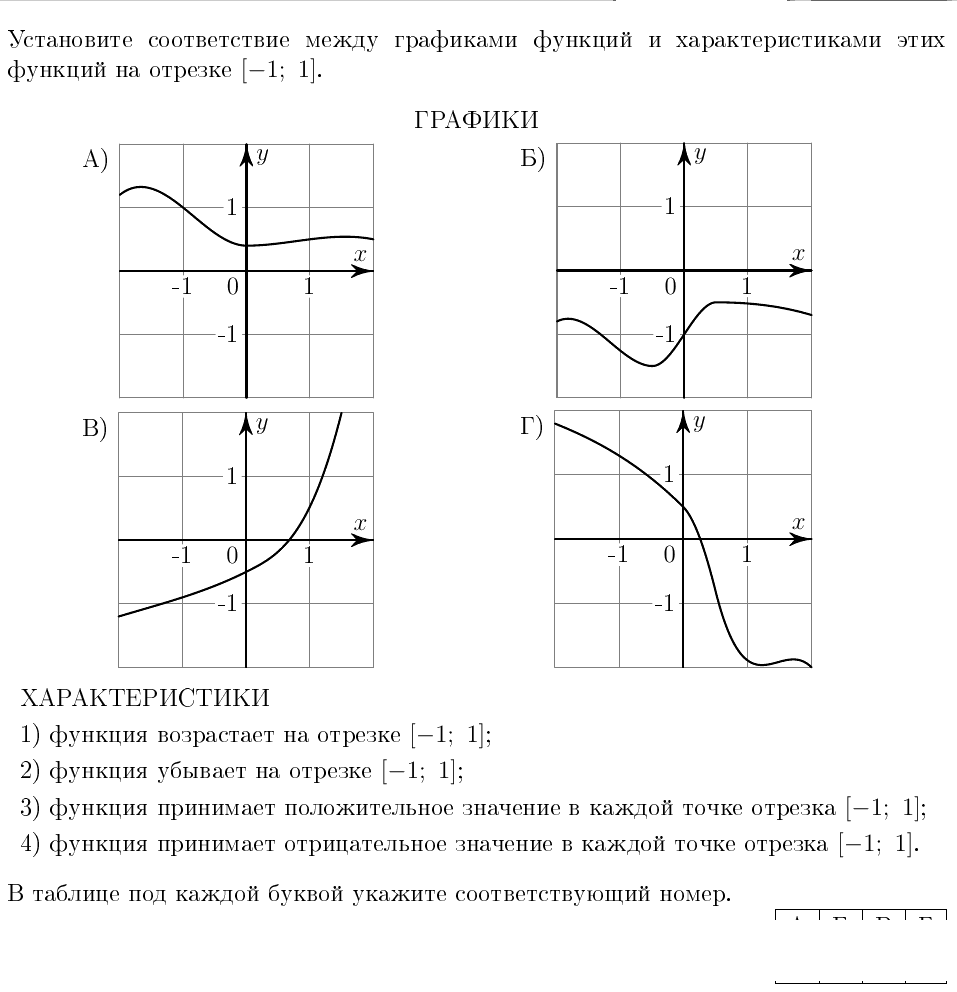 Установите соответствие между графиками функций и характеристиками этих
функций на отрезке [−1; 1].
ГРАФИКИ
А)
y
1
x
-1
0
1
-1
Б)
y
1
x
-1
0
1
-1
В)
y
1
x
-1
0
1
-1
Г)
y
1
x
-1
0
1
-1
ХАРАКТЕРИСТИКИ
1) функция возрастает на отрезке [−1; 1];
2) функция убывает на отрезке [−1; 1];
3) функция принимает положительное значение в каждой точке отрезка [−1; 1];
4) функция принимает отрицательное значение в каждой точке отрезка [−1; 1].
В таблице под каждой буквой укажите соответствующий номер.